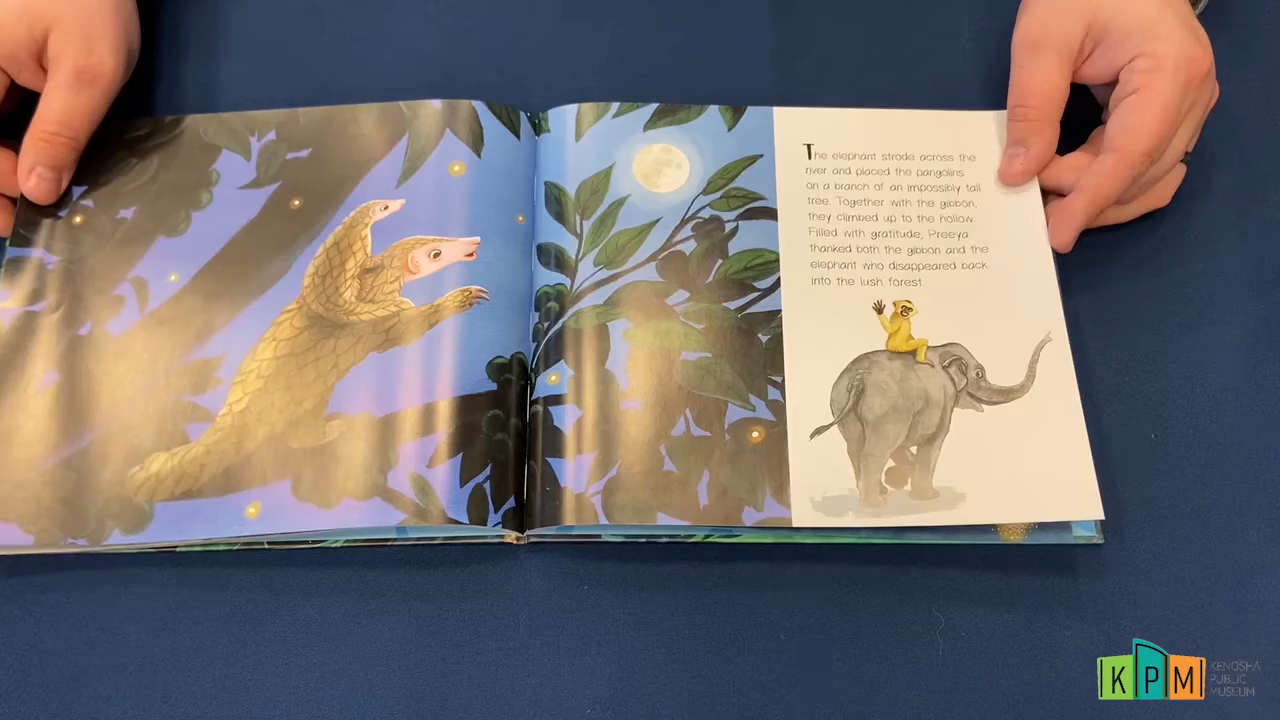 The elephant strode across the
river and placed the pangolins
on a branch of an impossibly tall
tree. Together with the gibbon,
they climbed up to the hollow.
Filled with gratitude, Preeya
thanked both the gibbon and the
elephant who disappeared back
into the lush forest.
KPM
KENOSHA
PUBLIC
MUSEUM